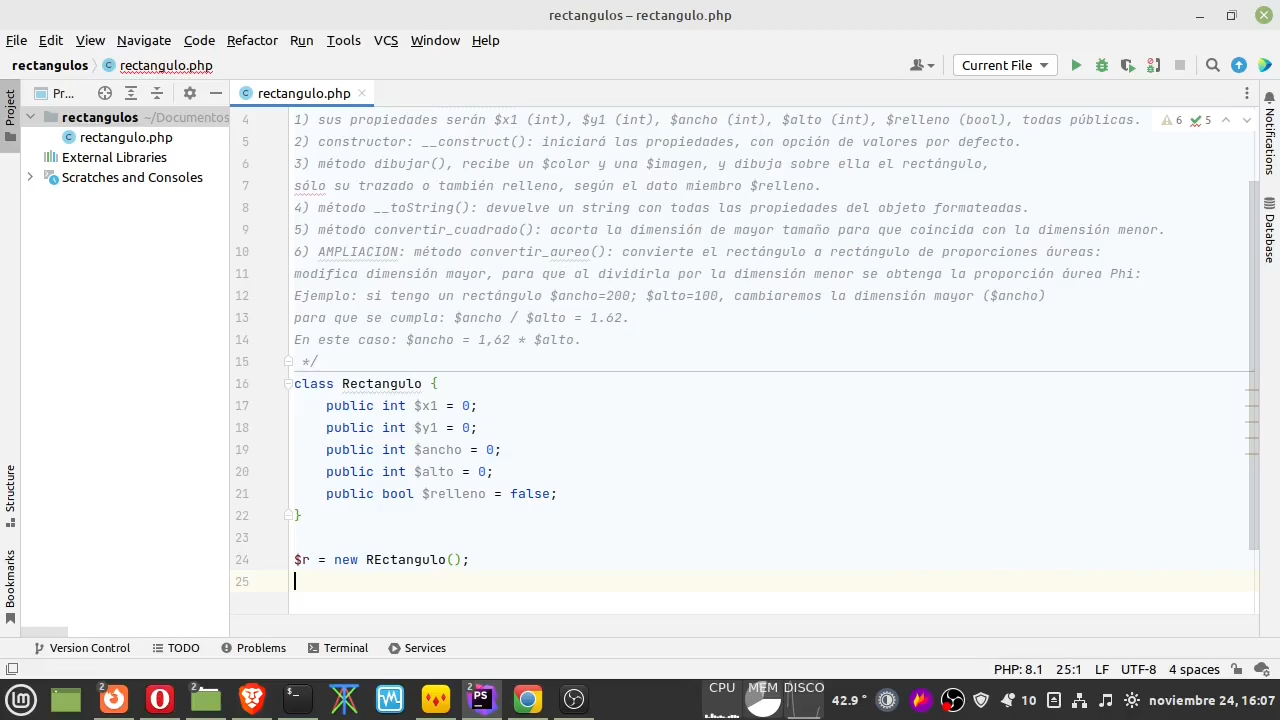 rectangulos – rectangulo.php
File Edit View Navigate Code Refactor Run Tools VCS Window Help
rectangulos rectangulo.php Current File
Project Pr... rectangulo.php
rectangulos ~/Documentos
rectangulo.php
External Libraries
Scratches and Consoles
4 1) sus propiedades serán $x1 (int), $y1 (int), $ancho (int), $alto (int), $relleno (bool), todas públicas. 6 5
5 2) constructor: __construct(): iniciará las propiedades, con opción de valores por defecto.
6 3) método dibujar(), recibe un $color y una $imagen, y dibuja sobre ella el rectángulo,
7 sólo su trazado o también relleno, según el dato miembro $relleno.
8 4) método __toString(): devuelve un string con todas las propiedades del objeto formateadas.
9 5) método convertir_cuadrado(): acorta la dimensión de mayor tamaño para que coincida con la dimensión menor.
10 6) AMPLIACION: método convertir_aureo(): convierte el rectángulo a rectángulo de proporciones áureas:
11 modifica dimensión mayor, para que al dividirla por la dimensión menor se obtenga la proporción áurea Phi:
12 Ejemplo: si tengo un rectángulo $ancho=200; $alto=100, cambiaremos la dimensión mayor ($ancho)
13 para que se cumpla: $ancho / $alto = 1.62.
14 En este caso: $ancho = 1,62 * $alto.
15 */
16 class Rectangulo {
17 public int $x1 = 0;
18 public int $y1 = 0;
19 public int $ancho = 0;
20 public int $alto = 0;
21 public bool $relleno = false;
22 }
23
24 $r = new REctangulo();
25
Structure
Bookmarks
Notifications
Database
Version Control TODO Problems Terminal Services
PHP: 8.1 25:1 LF UTF-8 4 spaces
2 2 2 PS CPU MEM DISCO 42.9° 10 noviembre 24, 16:07